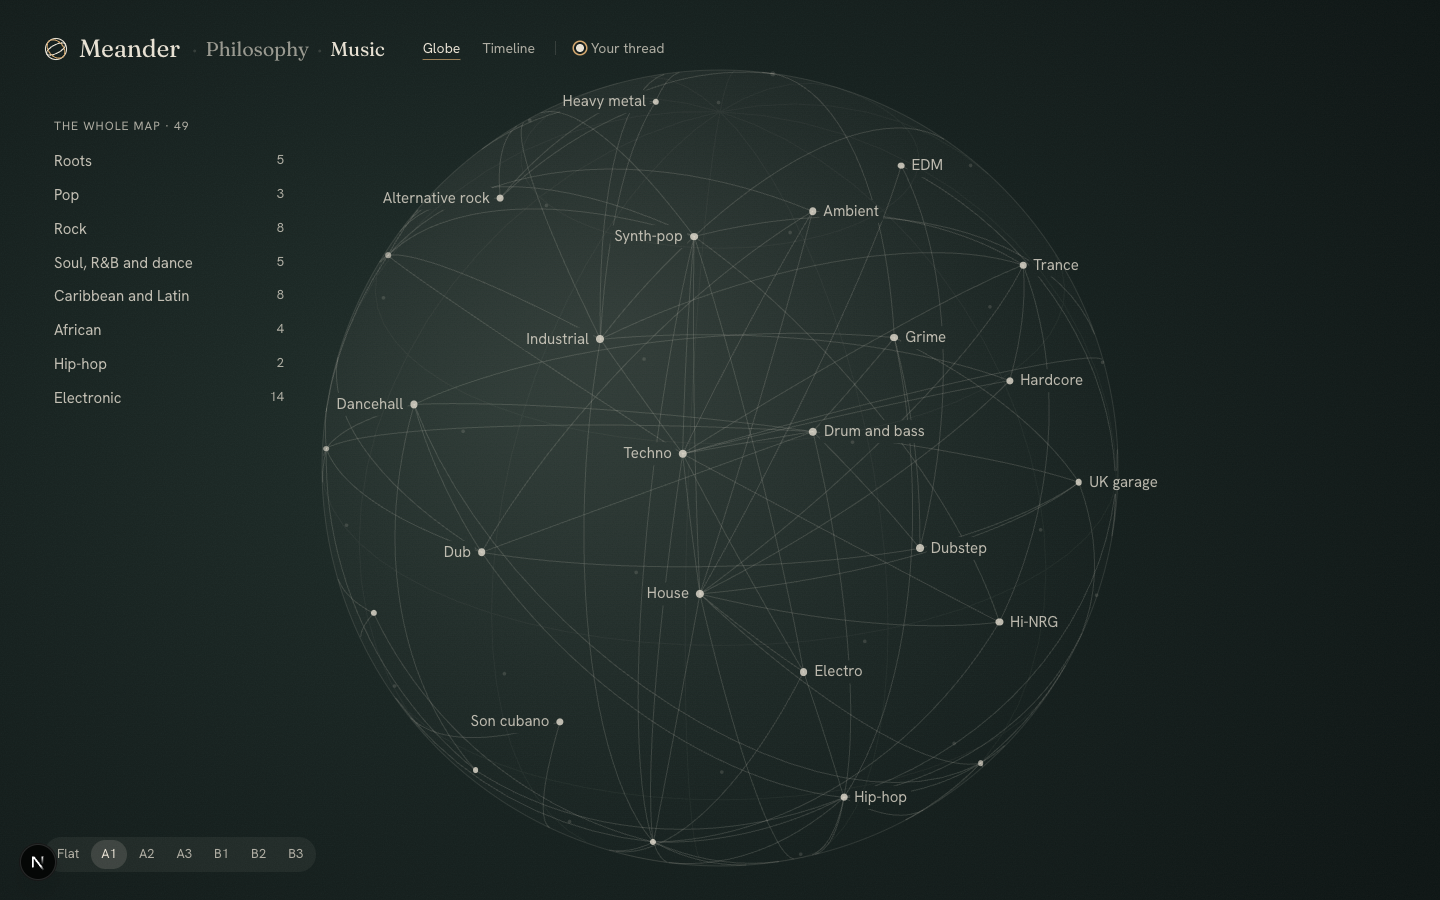 Meander · Philosophy · Music
Globe
Timeline
Your thread
THE WHOLE MAP · 49
Roots 5
Pop 3
Rock 8
Soul, R&B and dance 5
Caribbean and Latin 8
African 4
Hip-hop 2
Electronic 14
Heavy metal
EDM
Alternative rock
Ambient
Synth-pop
Trance
Industrial
Grime
Hardcore
Dancehall
Drum and bass
Techno
UK garage
Dub
Dubstep
House
Hi-NRG
Electro
Son cubano
Hip-hop
N
Flat A1 A2 A3 B1 B2 B3